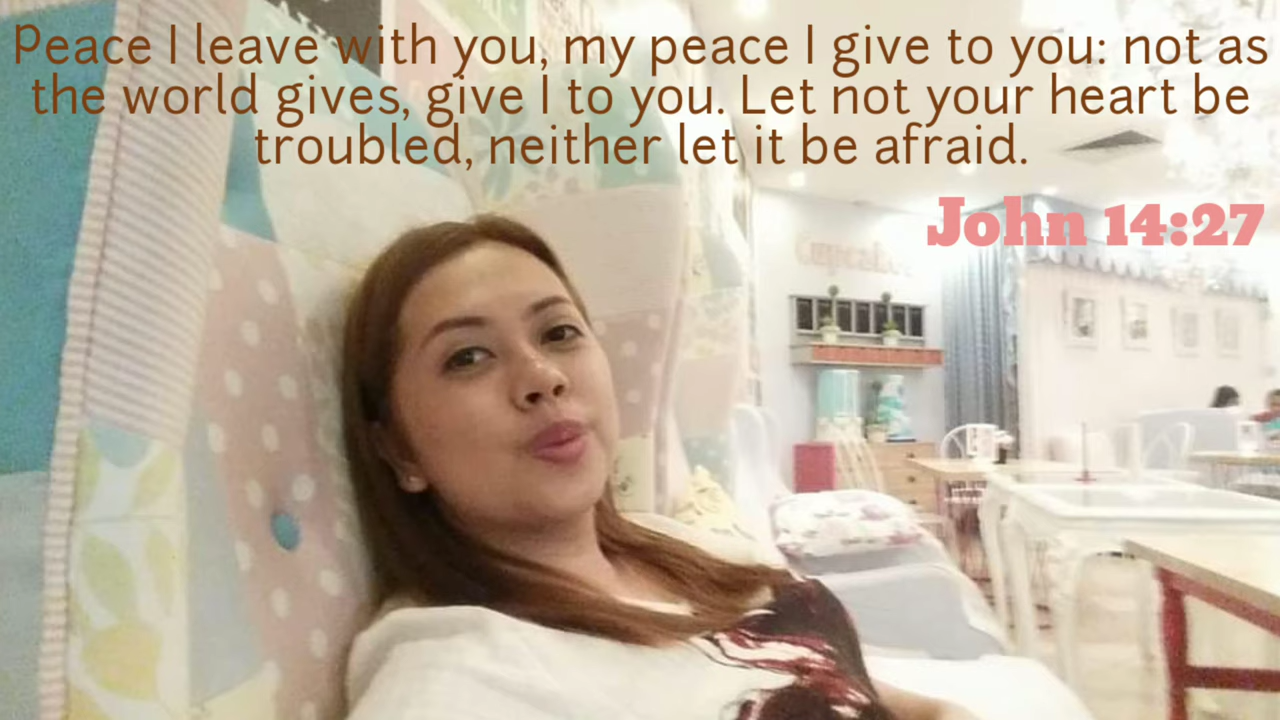 Peace I leave with you, my peace I give to you: not as
the world gives, give I to you. Let not your heart be
troubled, neither let it be afraid.
John 14:27
Cupcakes